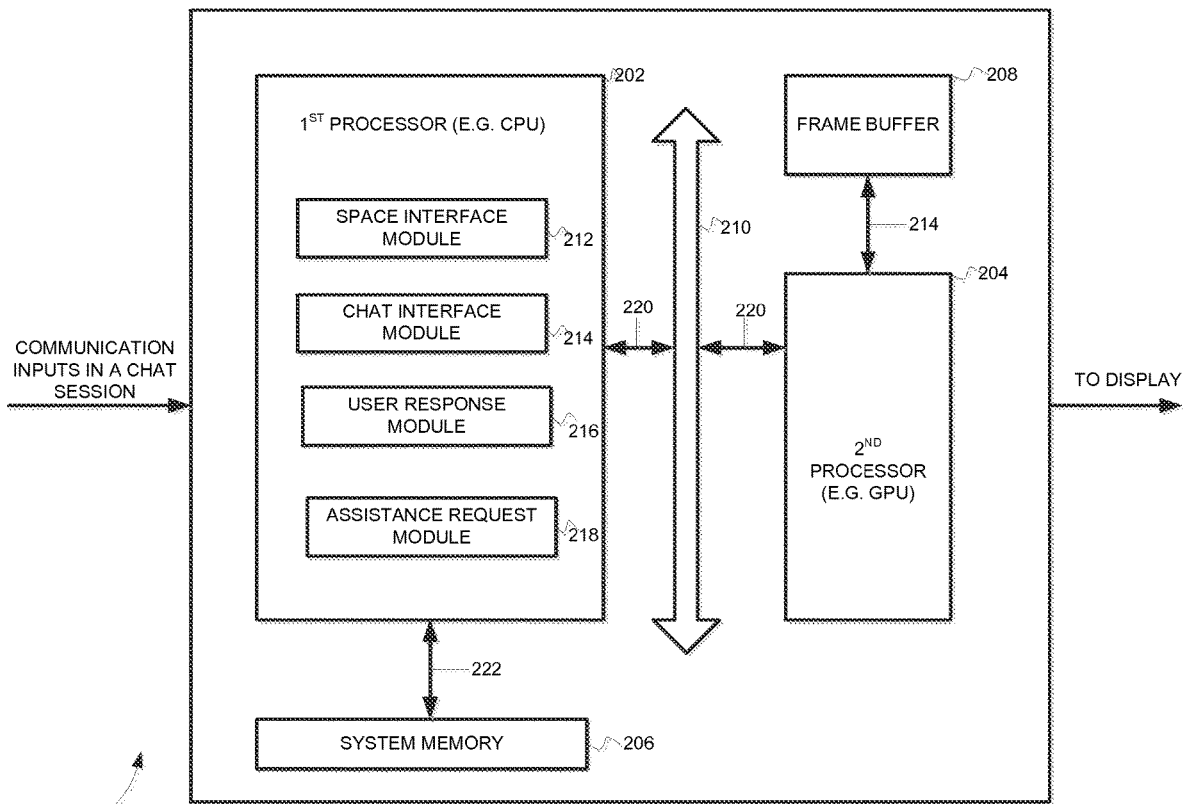 202
1ST PROCESSOR (E.G. CPU)
208
FRAME BUFFER
SPACE INTERFACE
MODULE
212
210
214
204
CHAT INTERFACE
MODULE
214
220
220
COMMUNICATION
INPUTS IN A CHAT
SESSION
TO DISPLAY
USER RESPONSE
MODULE
216
2ND
PROCESSOR
(E.G. GPU)
ASSISTANCE REQUEST
MODULE
218
222
SYSTEM MEMORY
206